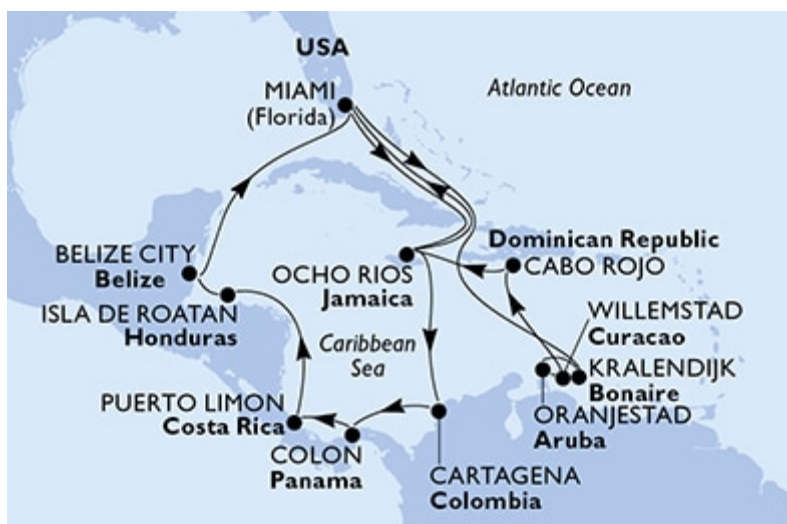 USA
MIAMI
(Florida)
Atlantic Ocean
BELIZE CITY
Belize
ISLA DE ROATAN
Honduras
OCHO RIOS
Jamaica
Dominican Republic
CABO ROJO
WILLEMSTAD
Curacao
KRALENDIJK
Bonaire
ORANJESTAD
Aruba
Caribbean
Sea
PUERTO LIMON
Costa Rica
COLON
Panama
CARTAGENA
Colombia